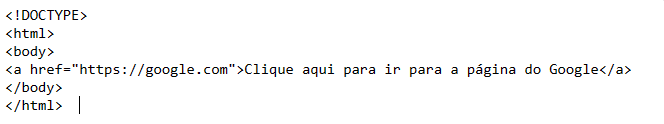 <!DOCTYPE>
<html>
<body>
<a href="https://google.com">Clique aqui para ir para a página do Google</a>
</body>
</html>